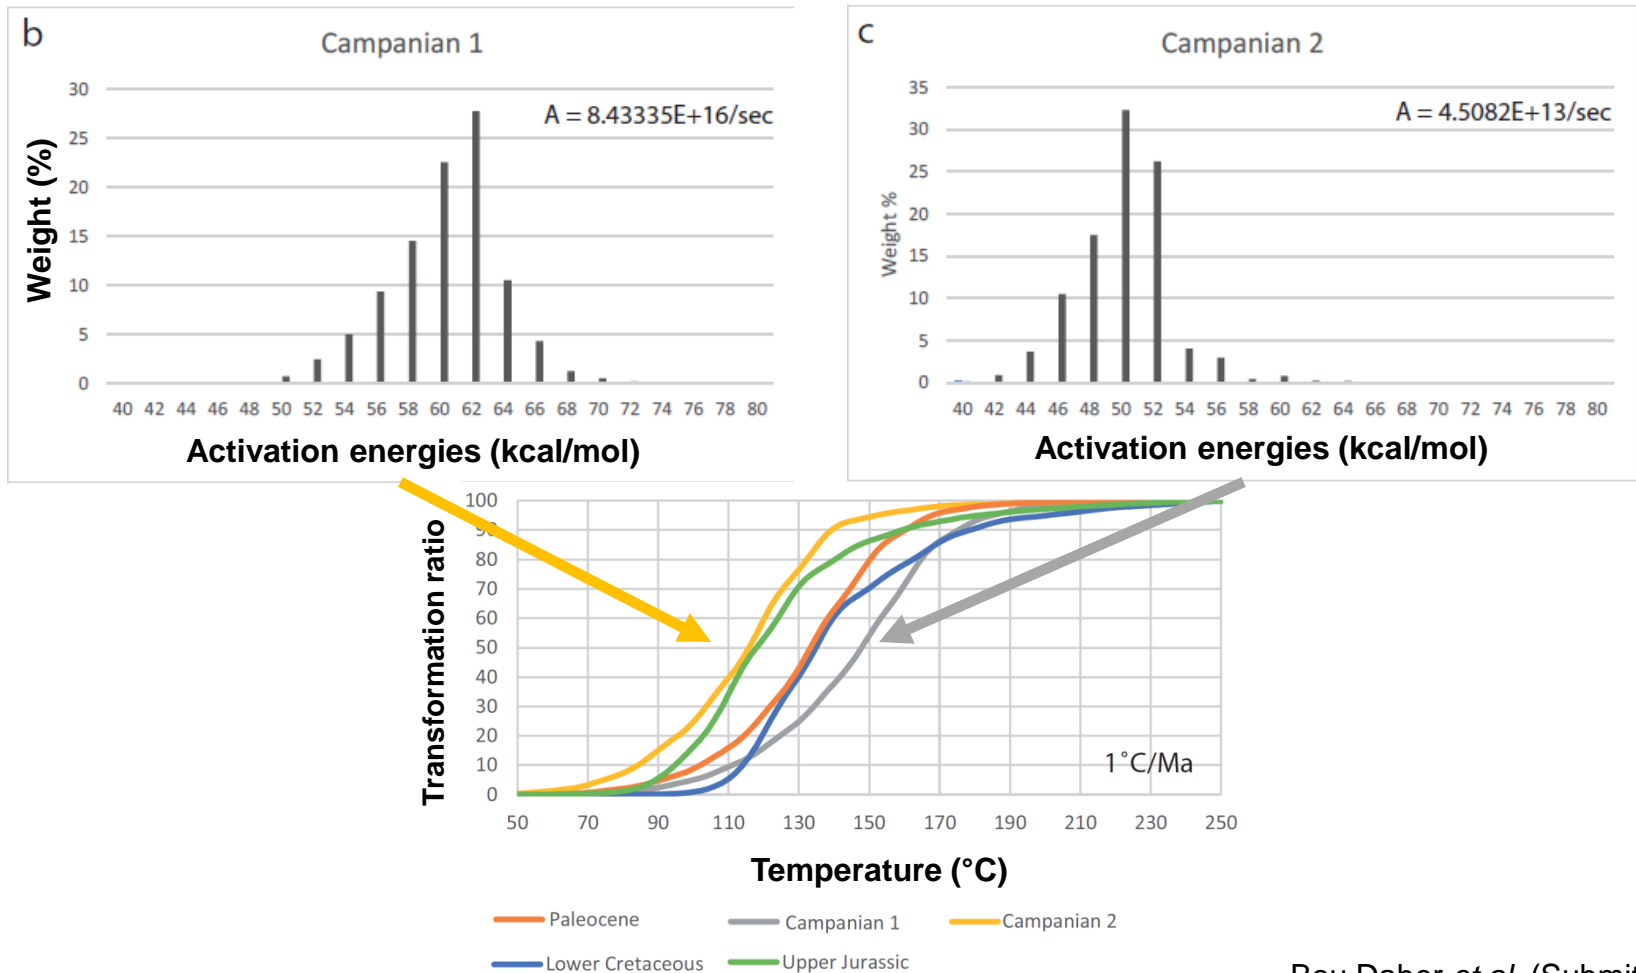 b
Campanian 1
A = 8.43335E+16/sec
30
25
20
15
10
5
0
Weight (%)
40 42 44 46 48 50 52 54 56 58 60 62 64 66 68 70 72 74 76 78 80
Activation energies (kcal/mol)
c
Campanian 2
A = 4.5082E+13/sec
35
30
25
20
15
10
5
0
Weight %
40 42 44 46 48 50 52 54 56 58 60 62 64 66 68 70 72 74 76 78 80
Activation energies (kcal/mol)
100
90
80
70
60
50
40
30
20
10
0
Transformation ratio
1°C/Ma
50 70 90 110 130 150 170 190 210 230 250
Temperature (°C)
Paleocene Campanian 1 Campanian 2
Lower Cretaceous Upper Jurassic
Daher et al. (Submit